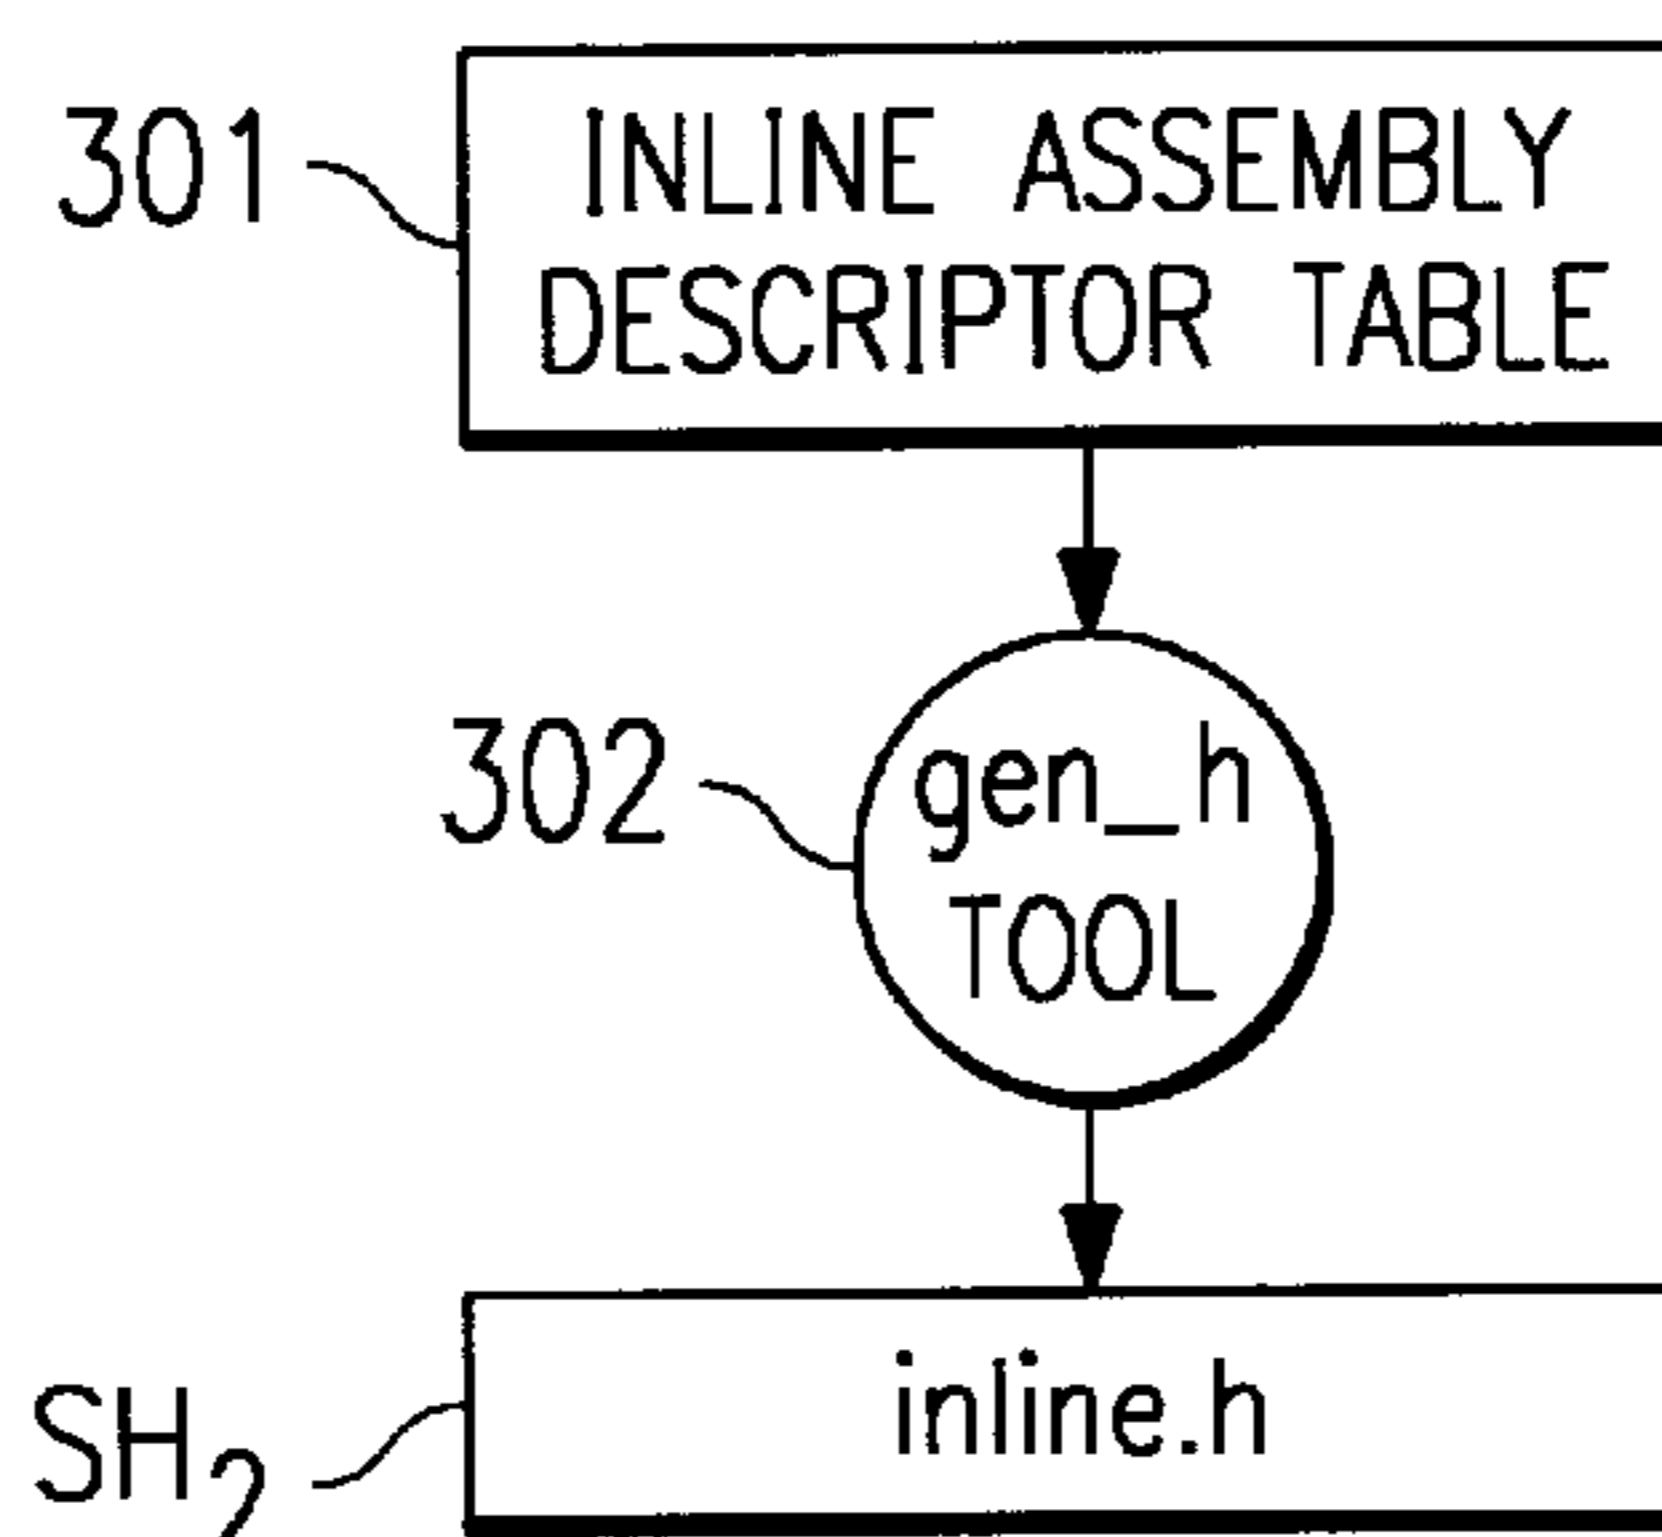 301
INLINE ASSEMBLY
DESCRIPTOR TABLE
302
gen_h
TOOL
inline.h
SH2